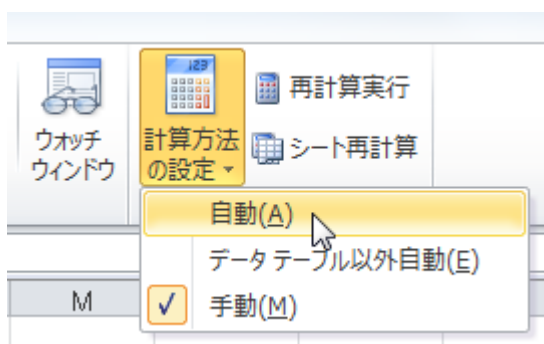 ウォッチ
ウィンドウ
計算方法
の設定
再計算実行
シート再計算
自動(A)
データ テーブル以外自動(E)
手動(M)
M